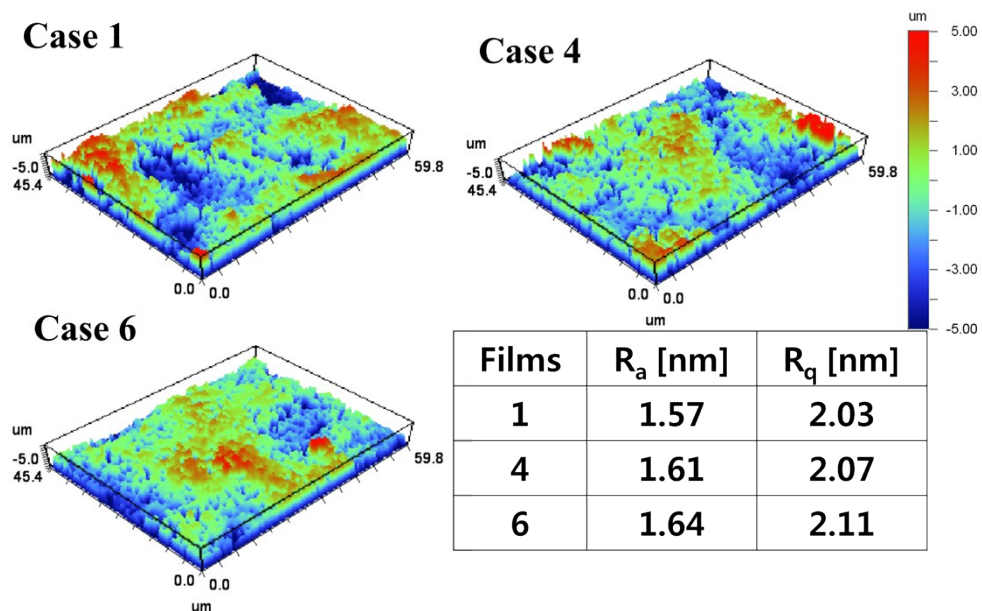 Case 1
um
-5.0
45.4
59.8
0.0 0.0
Case 4
um
-5.0
45.4
59.8
0.0 0.0
um
um
5.00
3.00
1.00
-1.00
-3.00
-5.00
Case 6
um
-5.0
45.4
59.8
0.0 0.0
um
Films Ra [nm] Rq [nm]
1 1.57 2.03
4 1.61 2.07
6 1.64 2.11